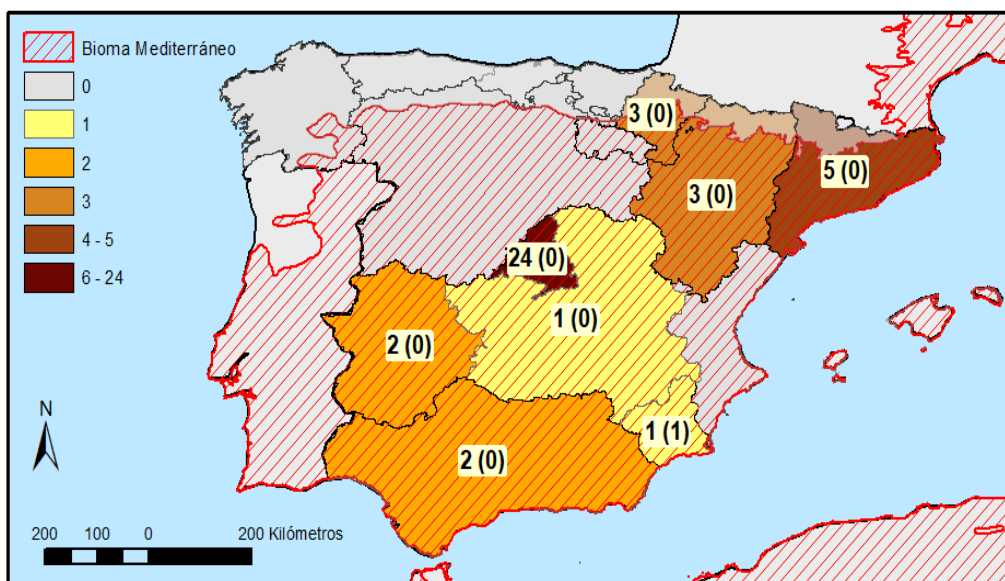 Bioma Mediterráneo
0
1
2
3
4 - 5
6 - 24
3 (0)
5 (0)
3 (0)
24 (0)
1 (0)
2 (0)
1 (1)
2 (0)
N
200 100 0 200 Kilómetros